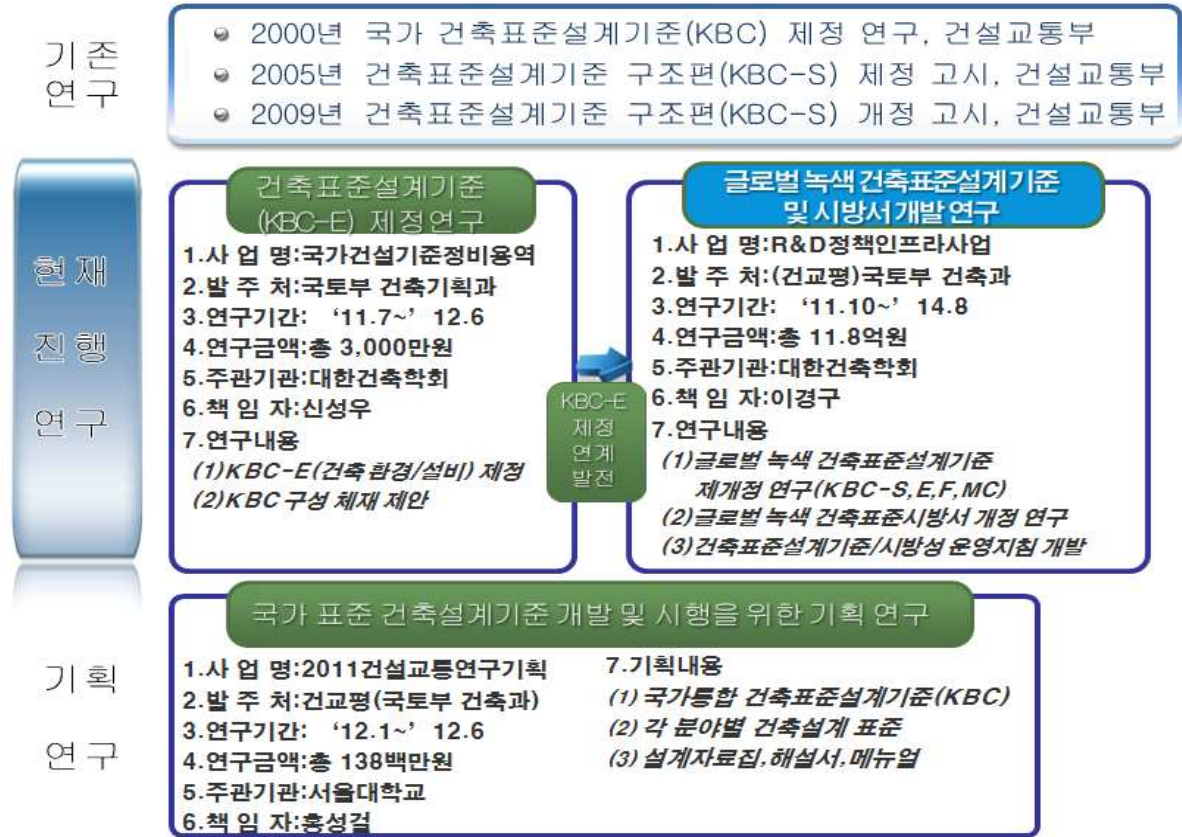 기존
연구
2000년 국가 건축표준설계기준(KBC) 제정 연구, 건설교통부
2005년 건축표준설계기준 구조편(KBC-S) 제정 고시, 건설교통부
2009년 건축표준설계기준 구조편(KBC-S) 개정 고시, 건설교통부
현재
진행
연구
건축표준설계기준
(KBC-E) 제정연구
1.사 업 명:국가건설기준정비용역
2.발 주 처:국토부 건축기획과
3.연구기간: ‘11.7~’ 12.6
4.연구금액:총 3,000만원
5.주관기관:대한건축학회
6.책 임 자:신성우
7.연구내용
(1)KBC-E(건축 환경/설비) 제정
(2)KBC 구성 체재 제안
KBC-E
제정
연계
발전
글로벌 녹색 건축표준설계기준
및 시방서 개발 연구
1.사 업 명:R&D정책인프라사업
2.발 주 처:(건교평)국토부 건축과
3.연구기간: ‘11.10~’ 14.8
4.연구금액:총 11.8억원
5.주관기관:대한건축학회
6.책 임 자:이경구
7.연구내용
(1)글로벌 녹색 건축표준설계기준
제개정 연구(KBC-S,E,F,MC)
(2)글로벌 녹색 건축표준시방서 개정 연구
(3)건축표준설계기준/시방성 운영지침 개발
기획
연구
국가 표준 건축설계기준 개발 및 시행을 위한 기획 연구
1.사 업 명:2011건설교통연구기획
2.발 주 처:건교평(국토부 건축과)
3.연구기간: ‘12.1~’ 12.6
4.연구금액:총 138백만원
5.주관기관:서울대학교
6.책 임 자:홍성걸
7.기획내용
(1) 국가통합 건축표준설계기준(KBC)
(2) 각 분야별 건축설계 표준
(3) 설계자료집,해설서,메뉴얼